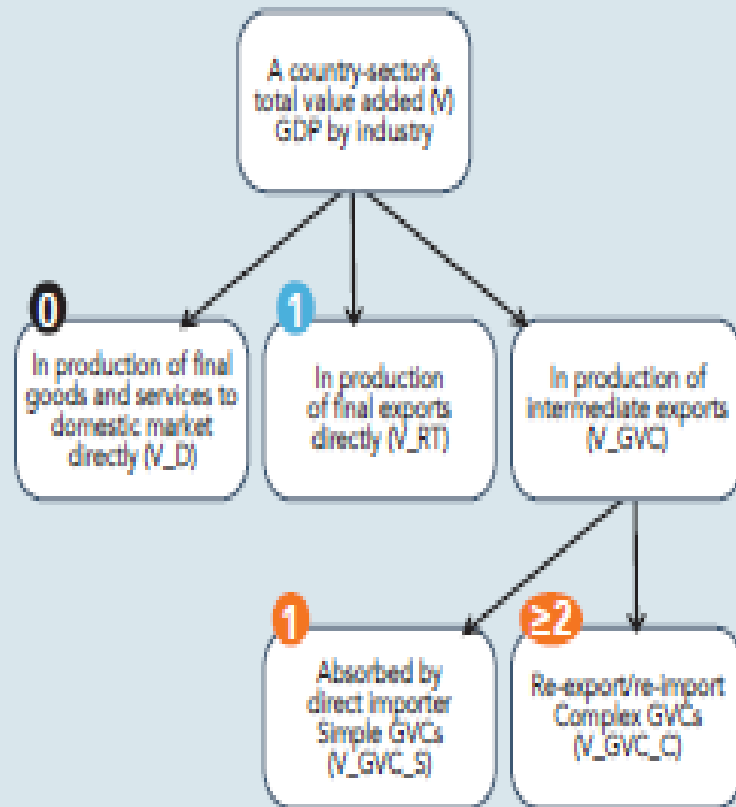 A country-sector's
total value added (V)
GDP by industry
0
In production of final
goods and services to
domestic market
directly (V_D)
1
In production
of final exports
directly (V_RT)
In production of
intermediate exports
(V_GVC)
1
Absorbed by
direct importer
Simple GVCs
(V_GVC_S)
≥2
Re-export/re-import
Complex GVCs
(V_GVC_C)